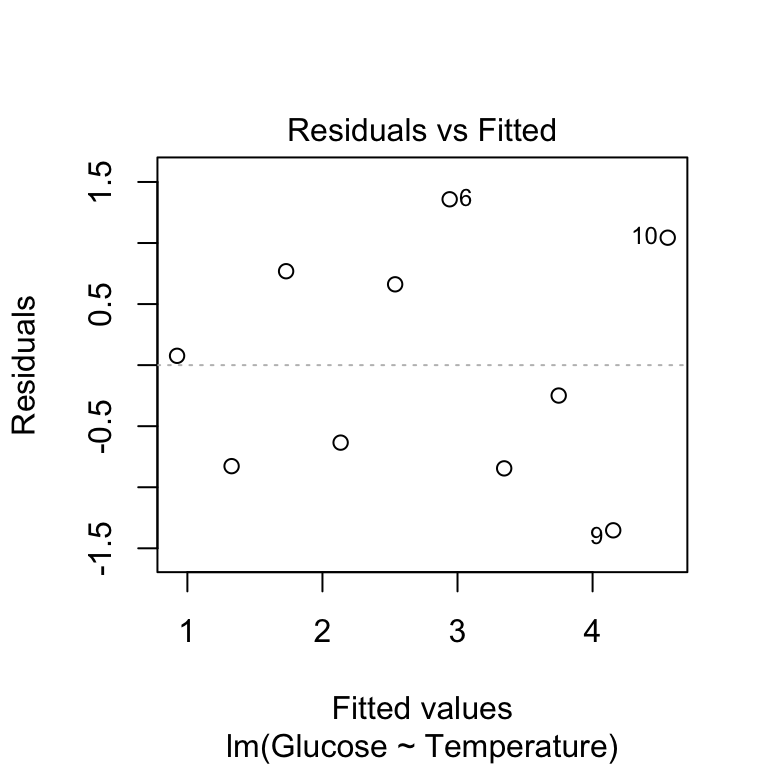 Residuals vs Fitted
1.5
0.5
-0.5
-1.5
Residuals
6
10
9
1 2 3 4
Fitted values
lm(Glucose ~ Temperature)